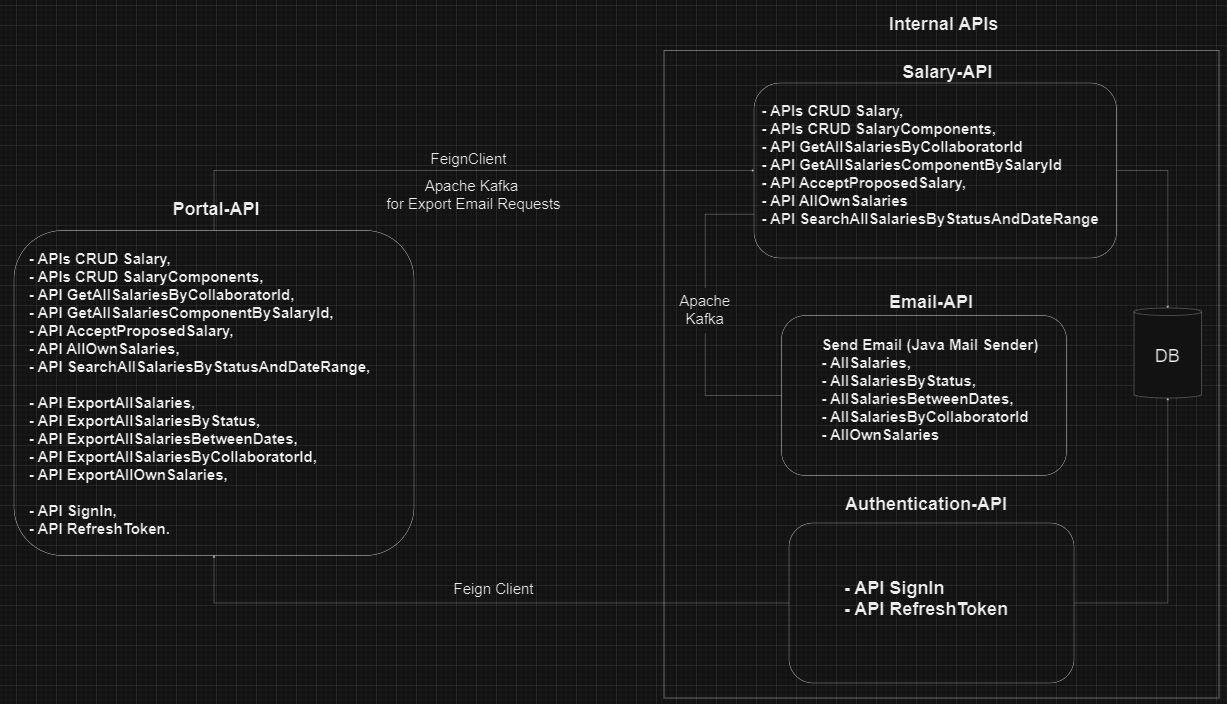 Internal APIs
Salary-API
- APIs CRUD Salary,
- APIs CRUD SalaryComponents,
- API GetAllSalariesByCollaboratorId
- API GetAllSalariesComponentBySalaryId
- API AcceptProposedSalary,
- API AllOwnSalaries
- API SearchAllSalariesByStatusAndDateRange
FeignClient
Apache Kafka
for Export Email Requests
Portal-API
- APIs CRUD Salary,
- APIs CRUD SalaryComponents,
- API GetAllSalariesByCollaboratorId,
- API GetAllSalariesComponentBySalaryId,
- API AcceptProposedSalary,
- API AllOwnSalaries,
- API SearchAllSalariesByStatusAndDateRange,
- API ExportAllSalaries,
- API ExportAllSalariesByStatus,
- API ExportAllSalariesBetweenDates,
- API ExportAllSalariesByCollaboratorId,
- API ExportAllOwnSalaries,
- API SignIn,
- API RefreshToken.
Apache
Kafka
Email-API
Send Email (Java Mail Sender)
- AllSalaries,
- AllSalariesByStatus,
- AllSalariesBetweenDates,
- AllSalariesByCollaboratorId
- AllOwnSalaries
DB
Authentication-API
- API SignIn
- API RefreshToken
Feign Client